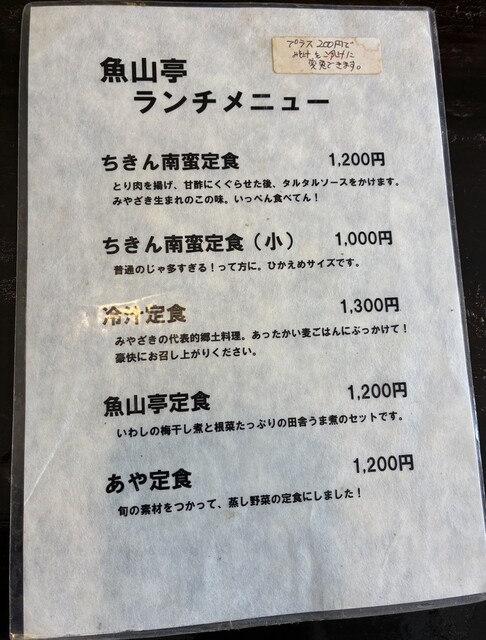 プラス200円で
変更できます。
魚山亭
ランチメニュー
ちきん南蛮定食 1,200円
とり肉を揚げ、甘酢にくぐらせた後、タルタルソースをかけます。
みやざき生まれのこの味。いっぺん食べてん！
ちきん南蛮定食（小） 1,000円
普通のじゃ多すぎる！って方に。ひかえめサイズです。
冷汁定食 1,300円
みやざきの代表的郷土料理。あったかい麦ごはんにぶっかけて！
豪快にお召し上がりください。
魚山亭定食 1,200円
いわしの梅干し煮と根菜たっぷりの田舎うま煮のセットです。
あや定食 1,200円
旬の素材をつかって、蒸し野菜の定食にしました！